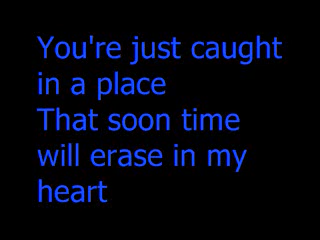 You're just caught
in a place
That soon time
will erase in my
heart